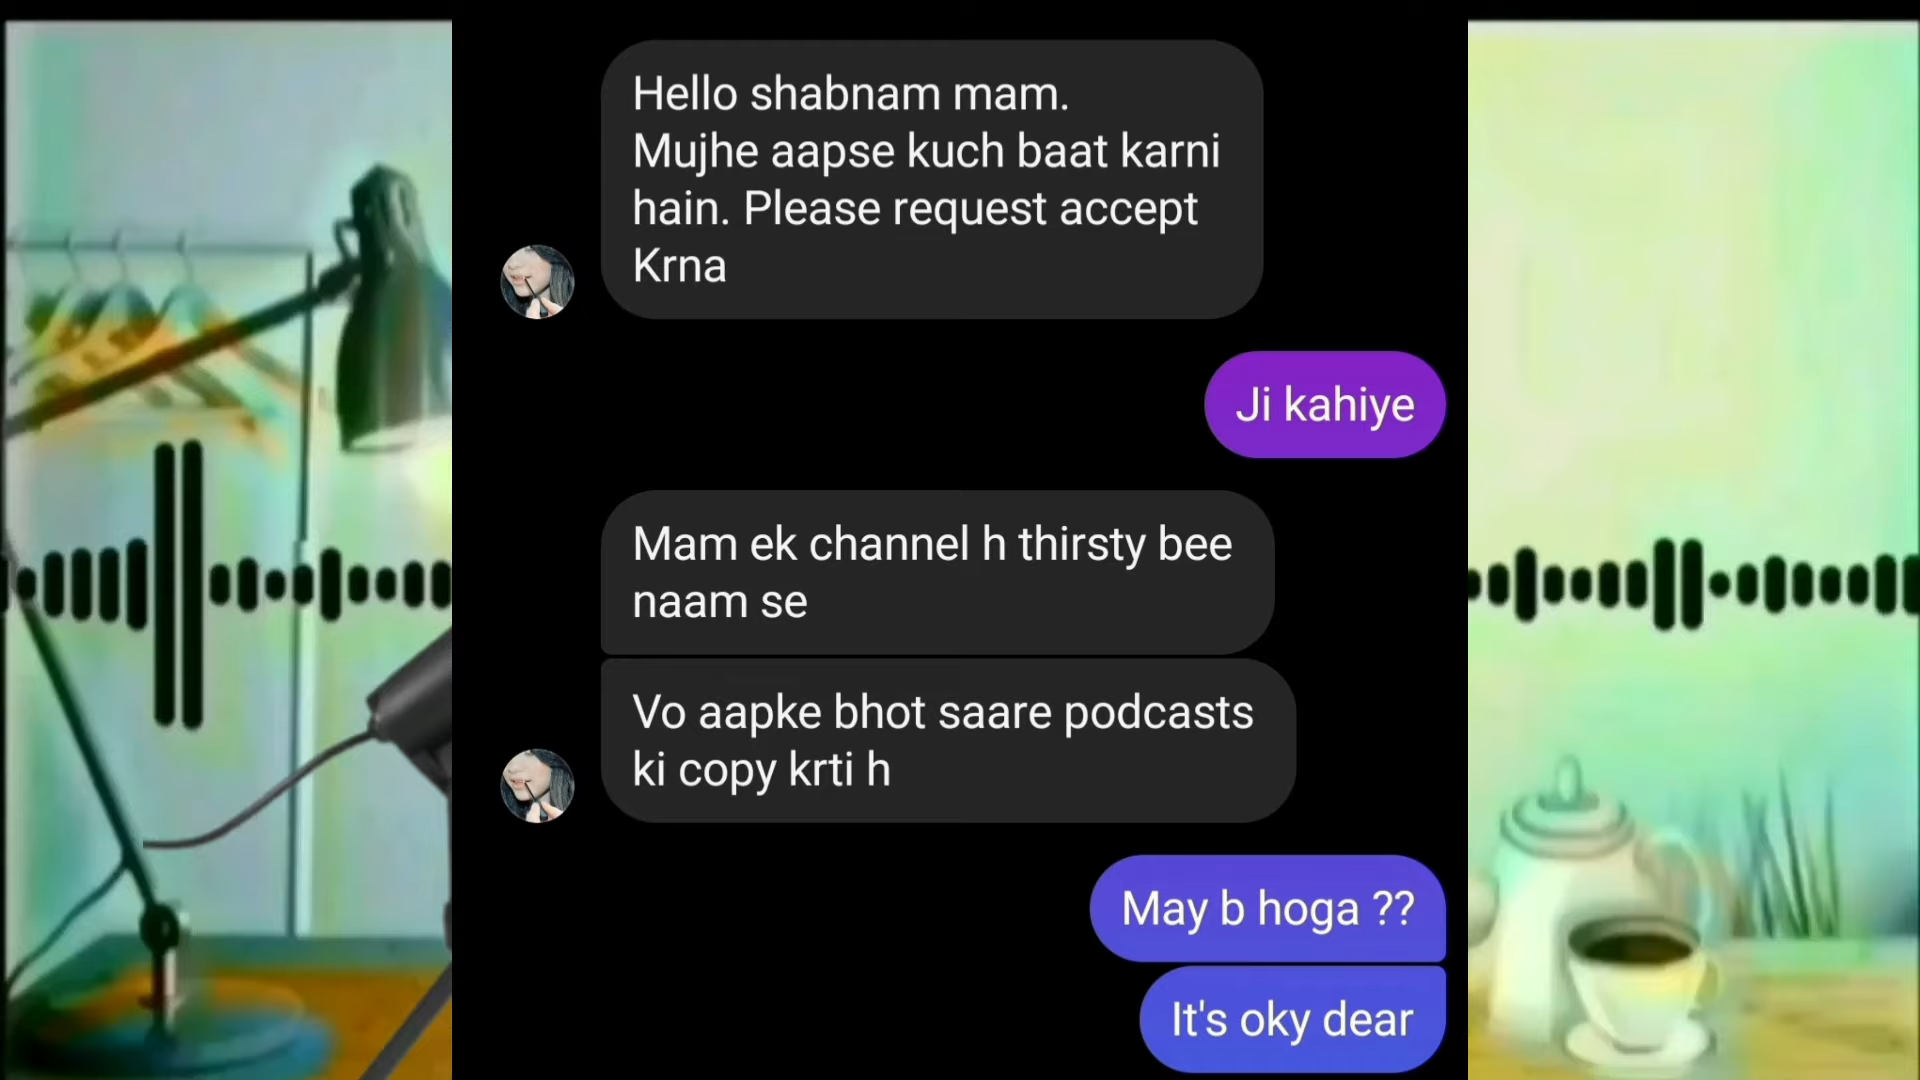 Hello shabnam mam.
Mujhe aapse kuch baat karni
hain. Please request accept
Krna
Ji kahiye
Mam ek channel h thirsty bee
naam se
Vo aapke bhot saare podcasts
ki copy krti h
May b hoga ??
It's oky dear